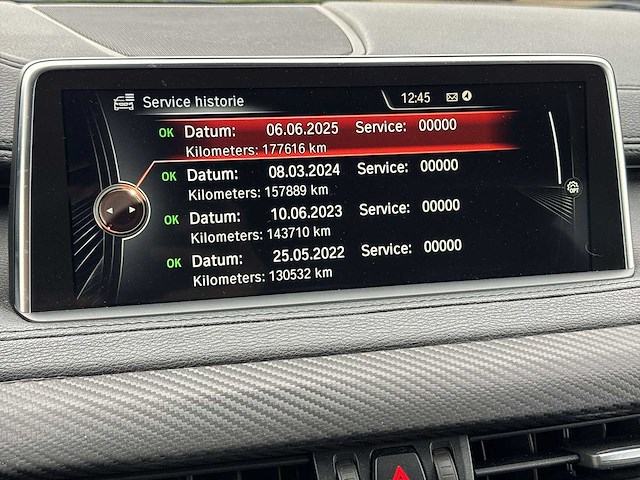 Service historie
12:45
OK Datum: 06.06.2025 Service: 00000
Kilometers: 177616 km
OK Datum: 08.03.2024 Service: 00000
Kilometers: 157889 km
OK Datum: 10.06.2023 Service: 00000
Kilometers: 143710 km
OK Datum: 25.05.2022 Service: 00000
Kilometers: 130532 km
OPT